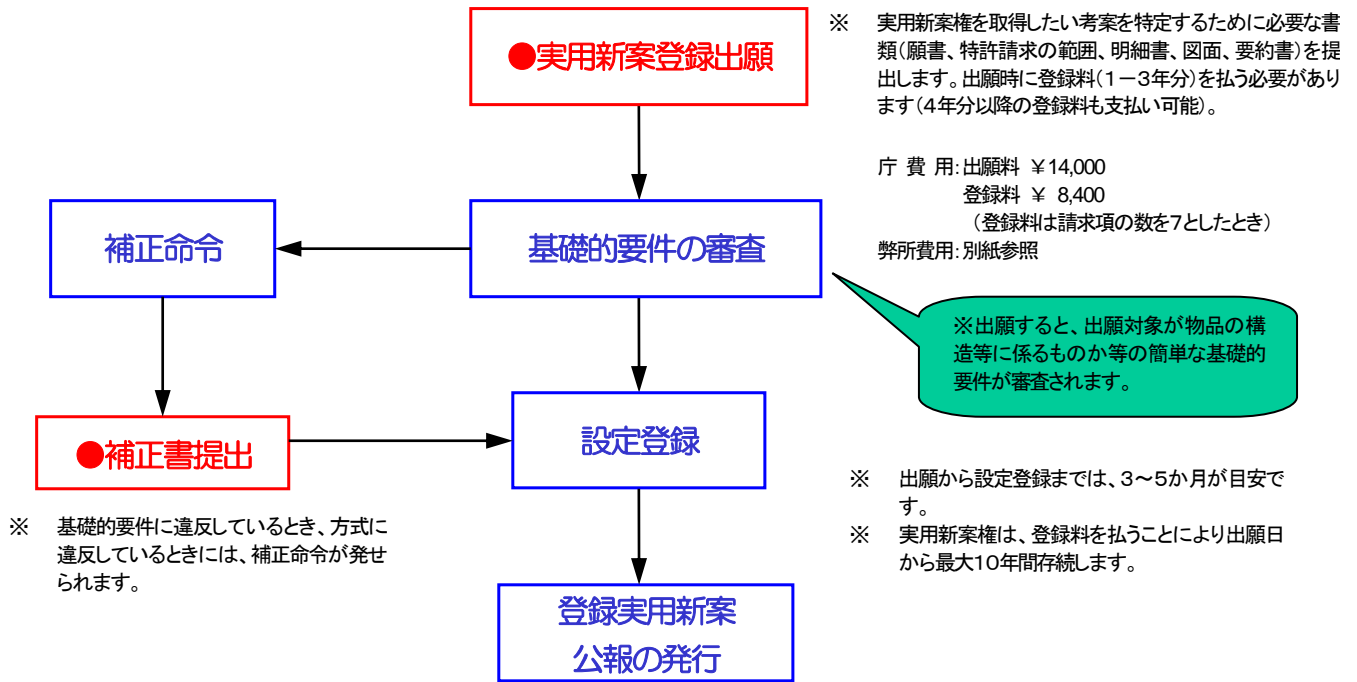 ●実用新案登録出願
※ 実用新案権を取得したい考案を特定するために必要な書
類(願書、特許請求の範囲、明細書、図面、要約書)を提
出します。出願時に登録料(1－3年分)を払う必要があり
ます(4年分以降の登録料も支払い可能)。
庁 費 用:出願料 ￥14,000
登録料 ￥ 8,400
(登録料は請求項の数を7としたとき)
弊所費用:別紙参照
補正命令
基礎的要件の審査
※出願すると、出願対象が物品の構
造等に係るものか等の簡単な基礎的
要件が審査されます。
●補正書提出
設定登録
※ 基礎的要件に違反しているとき、方式に
違反しているときには、補正命令が発せ
られます。
※ 出願から設定登録までは、3～5か月が目安で
す。
※ 実用新案権は、登録料を払うことにより出願日
から最大10年間存続します。
登録実用新案
公報の発行